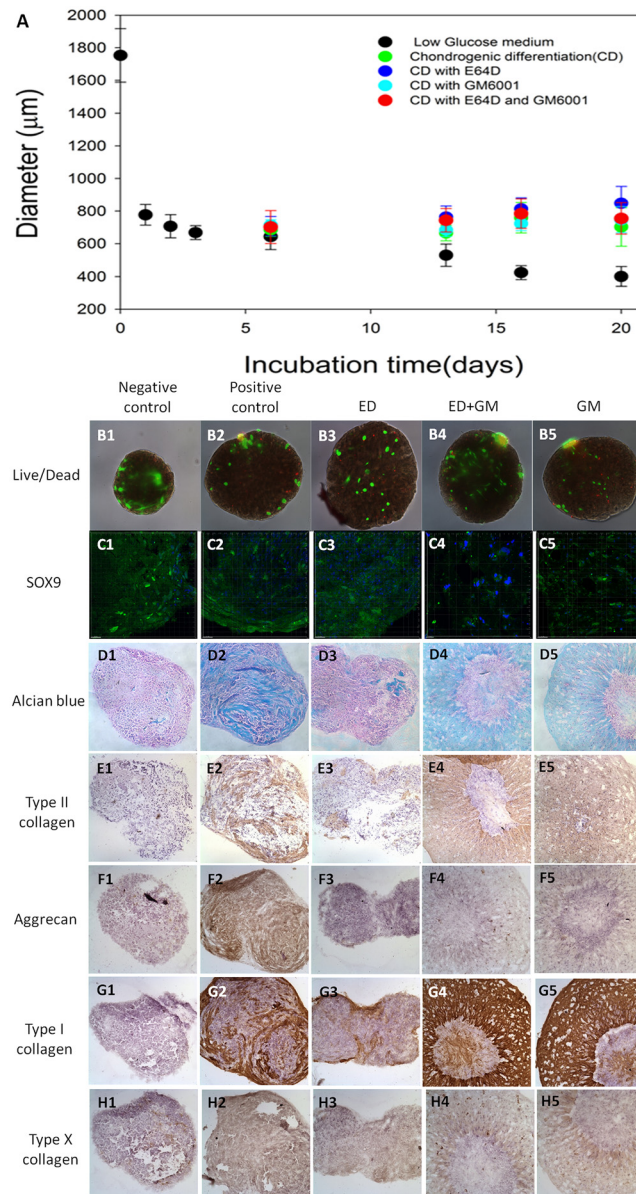 A
2000
1800
1600
1400
1200
1000
800
600
400
200
Diameter (μm)
Low Glucose medium
Chondrogenic differentiation(CD)
CD with E64D
CD with GM6001
CD with E64D and GM6001
0 5 10 15 20
Incubation time(days)
Negative control
Positive control
ED
ED+GM
GM
Live/Dead
B1 B2 B3 B4 B5
SOX9
C1 C2 C3 C4 C5
Alcian blue
D1 D2 D3 D4 D5
Type II
collagen
E1 E2 E3 E4 E5
Aggrecan
F1 F2 F3 F4 F5
Type I
collagen
G1 G2 G3 G4 G5
Type X
collagen
H1 H2 H3 H4 H5